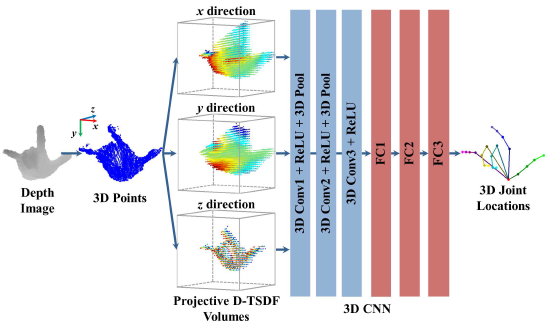 x direction
y direction
z direction
z
x
y
Depth
Image
3D Points
Projective D-TSDF
Volumes
3D Conv1 + ReLU + 3D Pool
3D Conv2 + ReLU + 3D Pool
3D Conv3 + ReLU
FC1
FC2
FC3
3D CNN
3D Joint
Locations